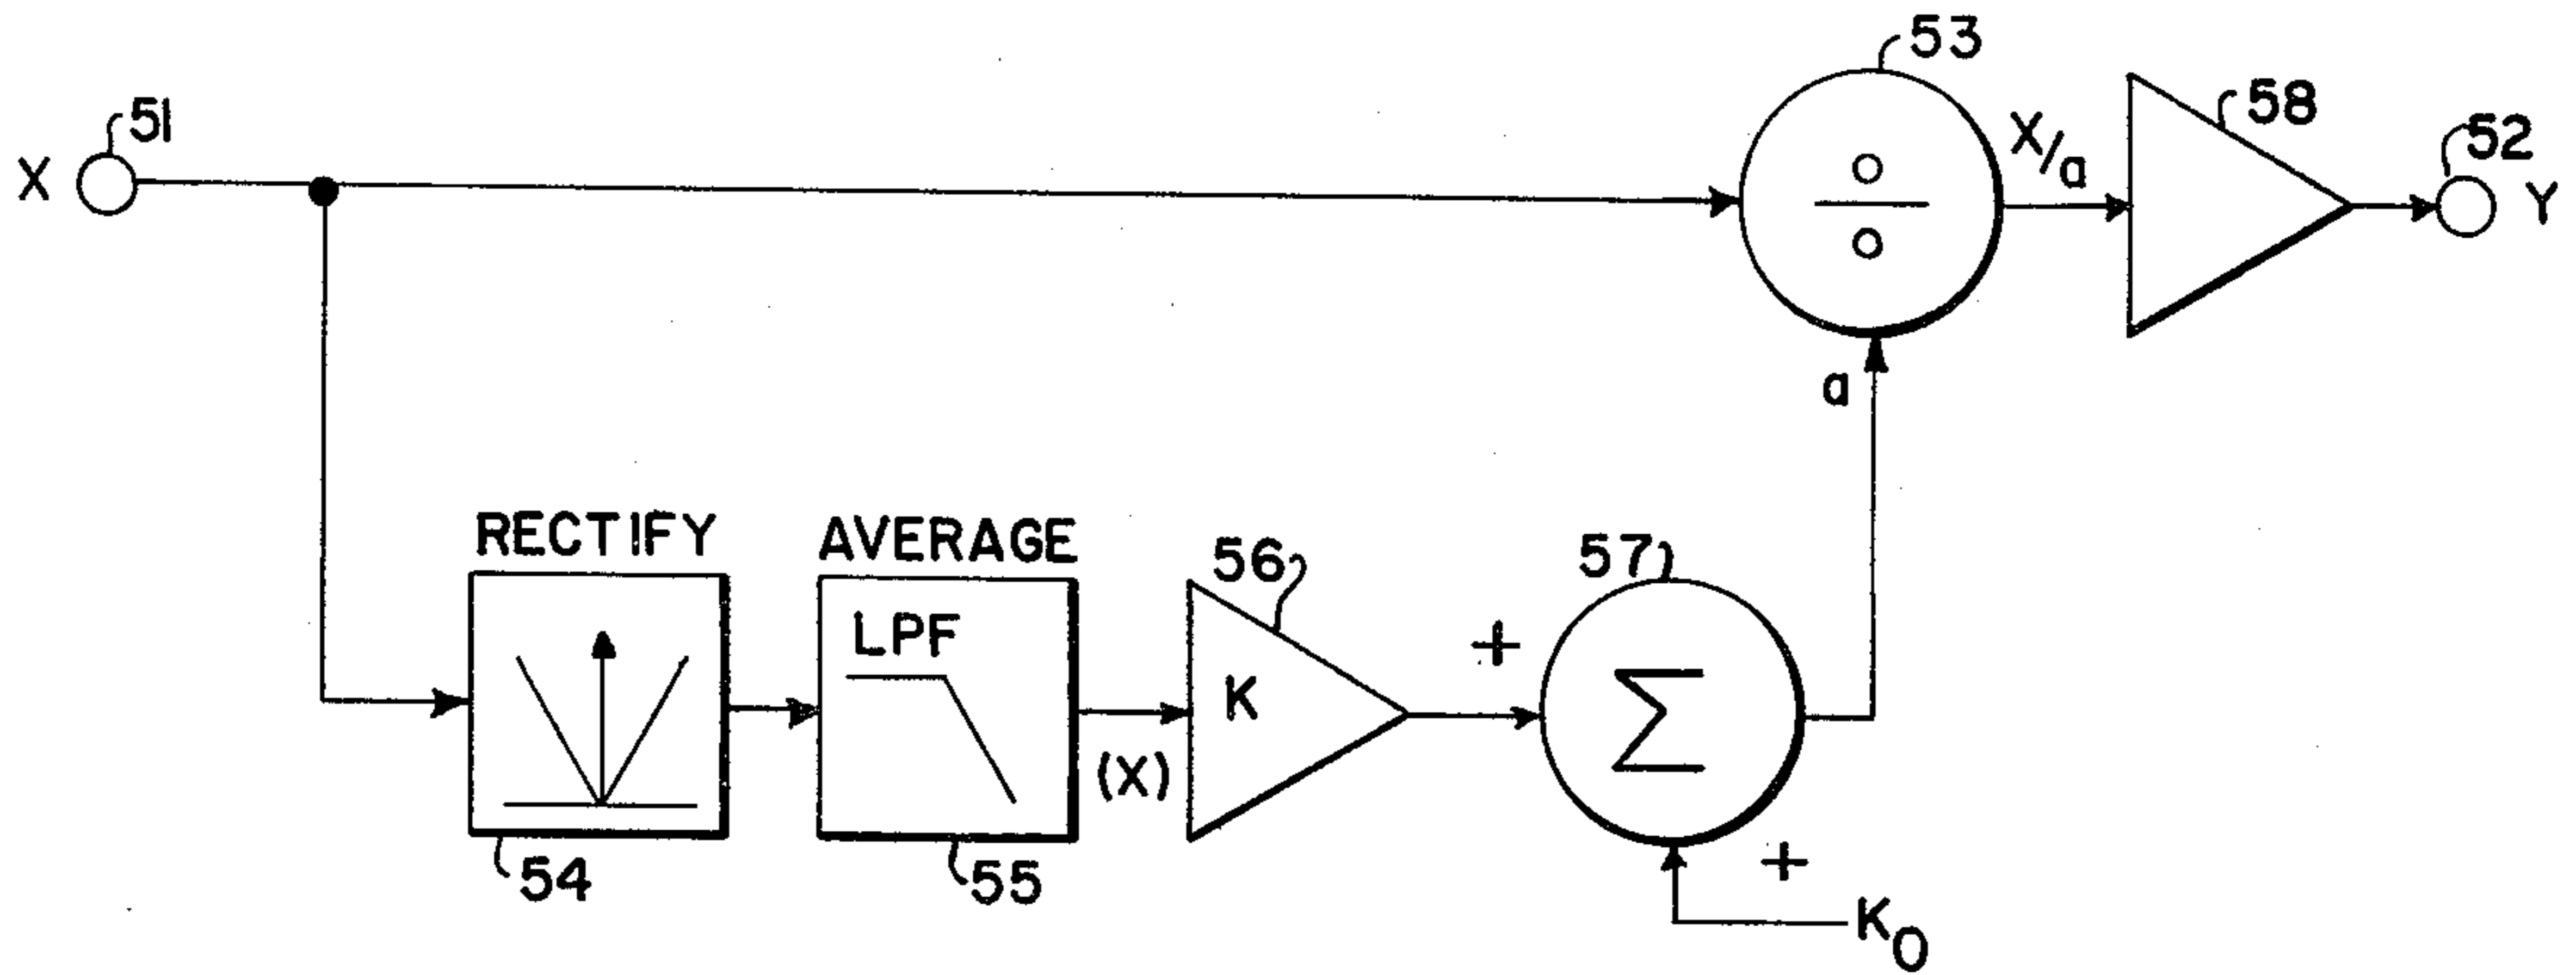 53
51
58
52
X
X/a
Y
÷
a
RECTIFY
AVERAGE
56
57
LPF
+
K
Σ
(X)
54
55
+
K₀